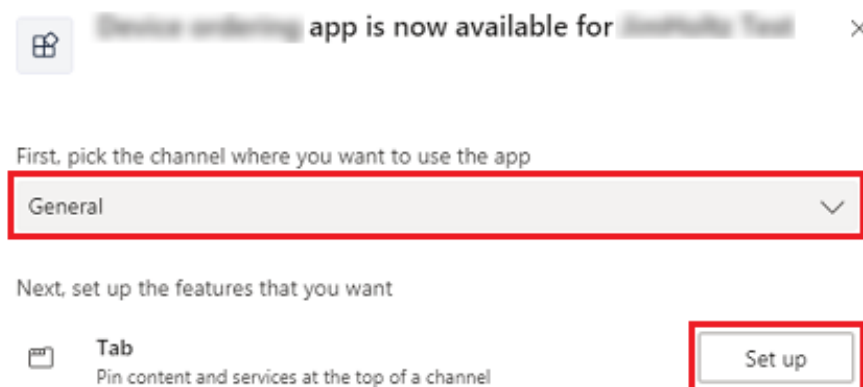 app is now available for
First, pick the channel where you want to use the app
General
Next, set up the features that you want
Tab
Set up
Pin content and services at the top of a channel